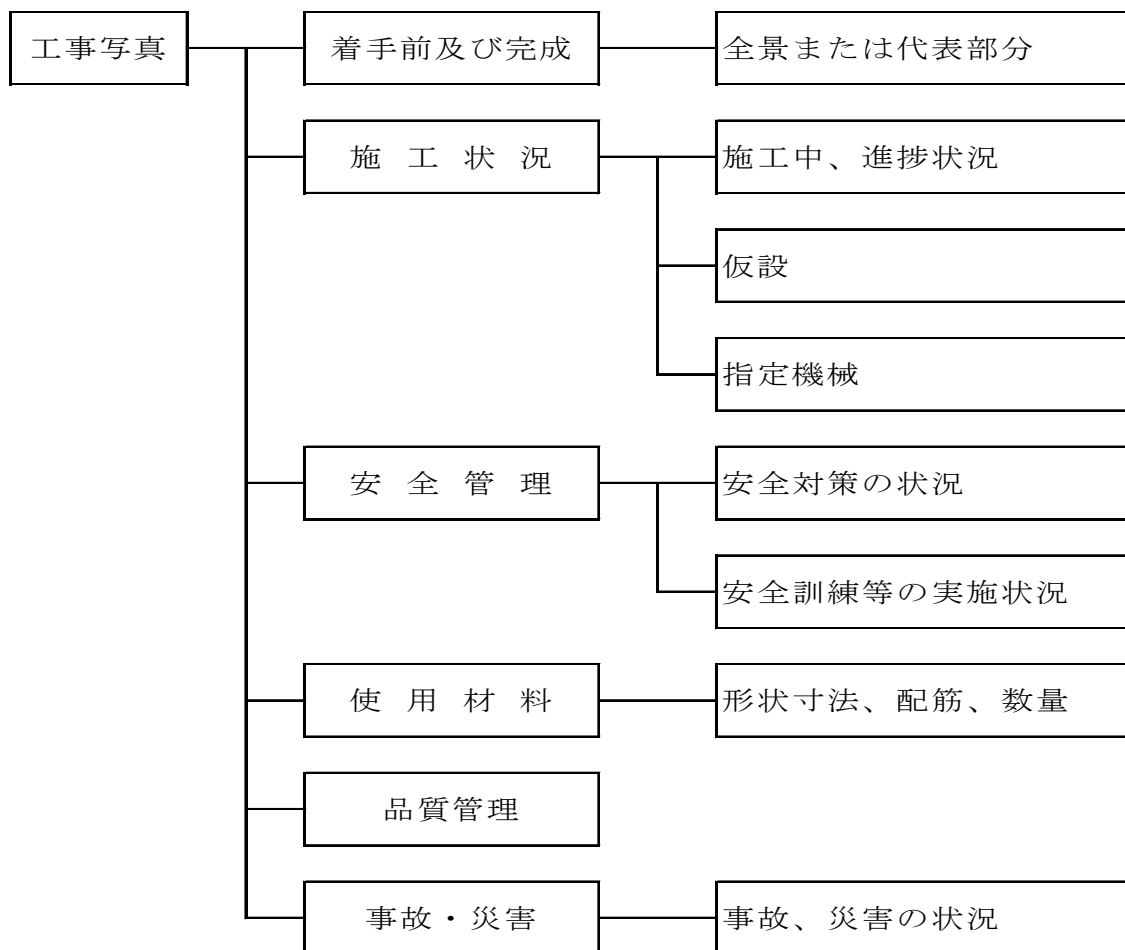 工事写真
着手前及び完成
全景または代表部分
施工状況
施工中、進捗状況
仮設
指定機械
安全管理
安全対策の状況
安全訓練等の実施状況
使用材料
形状寸法、配筋、数量
品質管理
事故・災害
事故、災害の状況